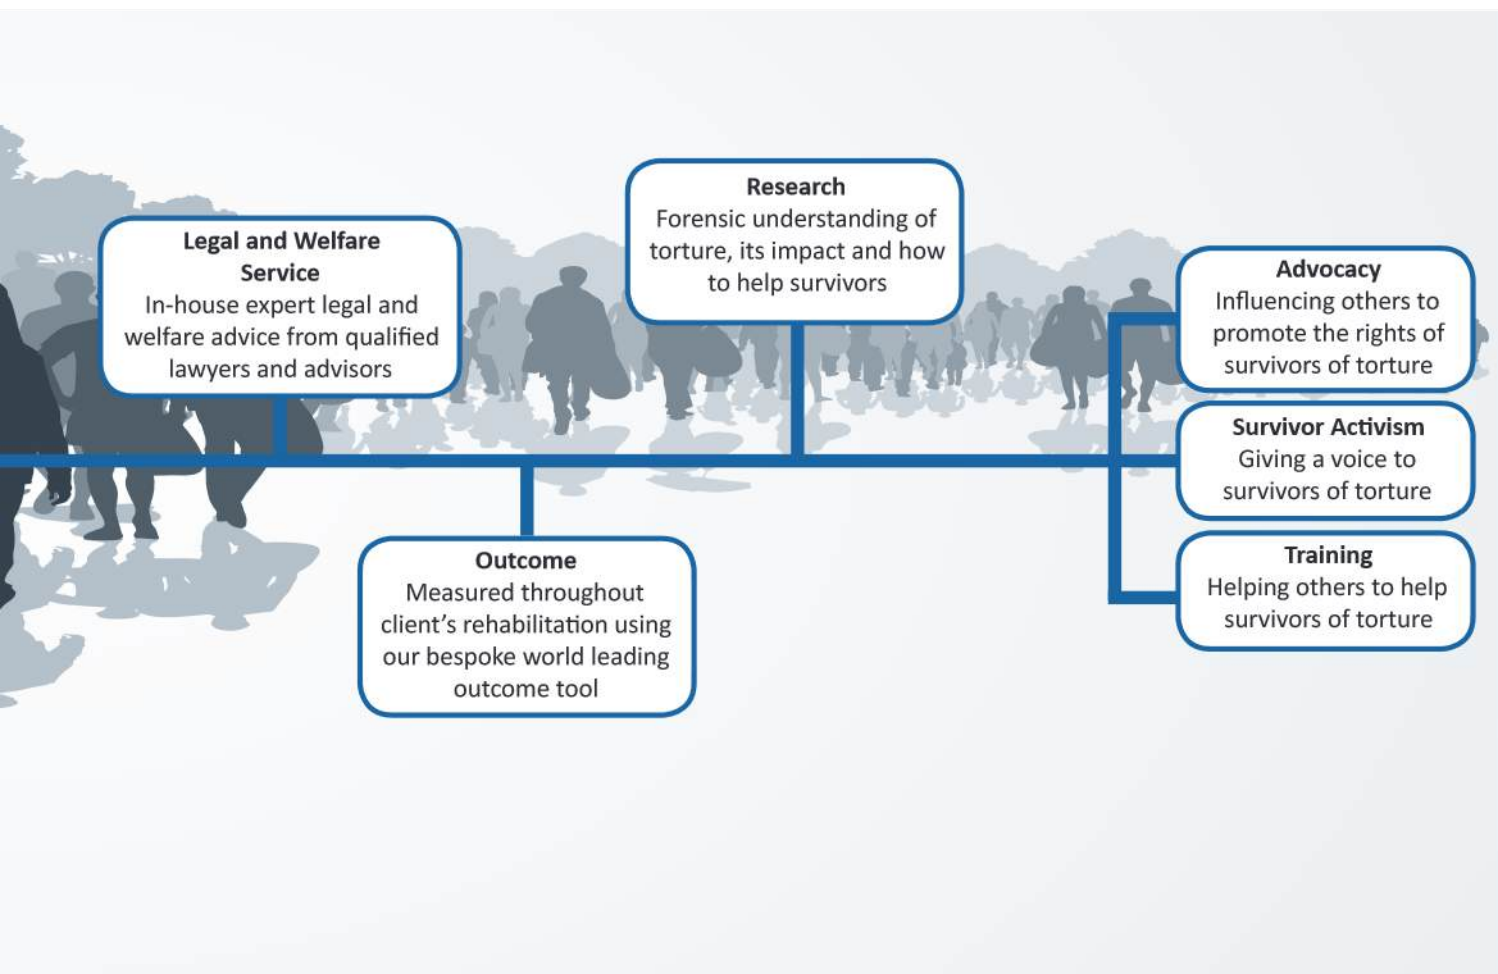 Legal and Welfare
Service
In-house expert legal and
welfare advice from qualified
lawyers and advisors
Outcome
Measured throughout
client’s rehabilitation using
our bespoke world leading
outcome tool
Research
Forensic understanding of
torture, its impact and how
to help survivors
Advocacy
Influencing others to
promote the rights of
survivors of torture
Survivor Activism
Giving a voice to
survivors of torture
Training
Helping others to help
survivors of torture